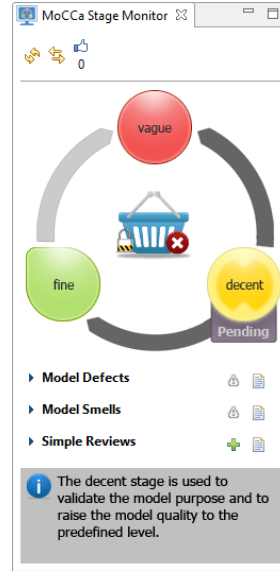 MoCCa Stage Monitor
0
vague
fine
decent
Pending
Model Defects
Model Smells
Simple Reviews
The decent stage is used to
validate the model purpose and to
raise the model quality to the
predefined level.